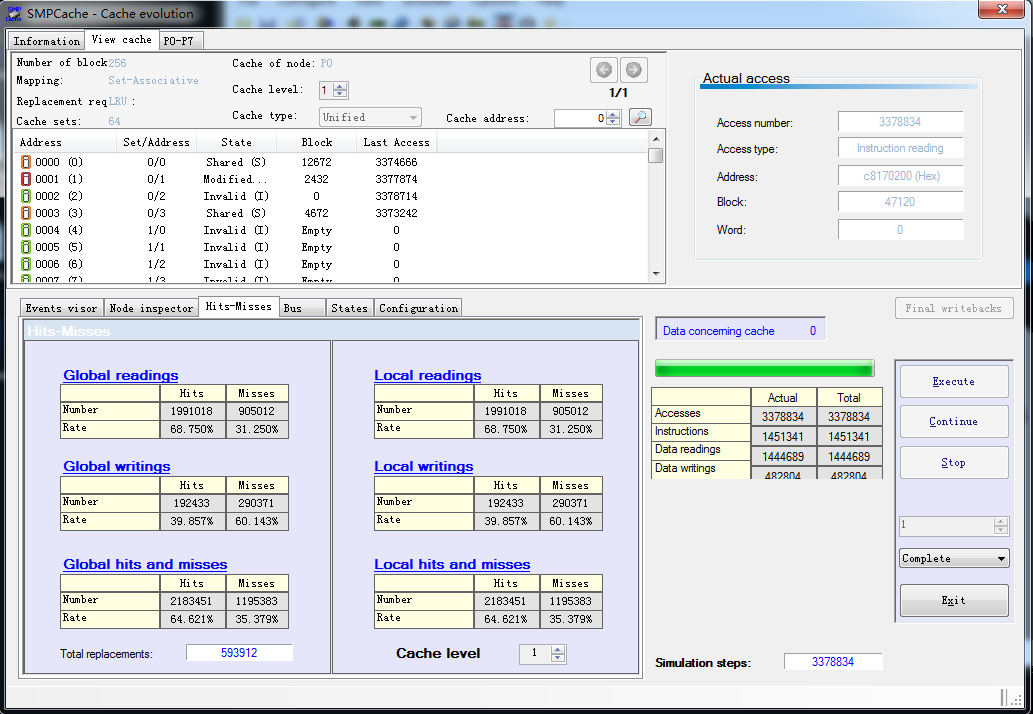 SMPCache - Cache evolution
Information View cache P0-P7
Number of block 256
Mapping: Set-Associative
Replacement req LRU :
Cache sets: 64
Cache of node: P0
Cache level: 1
Cache type: Unified
1/1
Cache address: 0
Address Set/Address State Block Last Access
0000 (0) 0/0 Shared (S) 12672 3374666
0001 (1) 0/1 Modified... 2432 3377874
0002 (2) 0/2 Invalid (I) 0 3378714
0003 (3) 0/3 Shared (S) 4672 3373242
0004 (4) 1/0 Invalid (I) Empty 0
0005 (5) 1/1 Invalid (I) Empty 0
0006 (6) 1/2 Invalid (I) Empty 0
0007 (7) 1/3 Invalid (I) Empty 0
Actual access
Access number: 3378834
Access type: Instruction reading
Address: c8170200 (Hex)
Block: 47120
Word: 0
Events visor Node inspector Hits-Misses Bus States Configuration
Hits-Misses
Global readings
Hits Misses
Number 1991018 905012
Rate 68.750% 31.250%
Global writings
Hits Misses
Number 192433 290371
Rate 39.857% 60.143%
Global hits and misses
Hits Misses
Number 2183451 1195383
Rate 64.621% 35.379%
Total replacements: 593912
Local readings
Hits Misses
Number 1991018 905012
Rate 68.750% 31.250%
Local writings
Hits Misses
Number 192433 290371
Rate 39.857% 60.143%
Local hits and misses
Hits Misses
Number 2183451 1195383
Rate 64.621% 35.379%
Cache level 1
Data concerning cache 0
Actual Total
Accesses 3378834 3378834
Instructions 1451341 1451341
Data readings 1444689 1444689
Data writings 482804 482804
Simulation steps: 3378834
Final writebacks
Execute
Continue
Stop
1
Complete
Exit